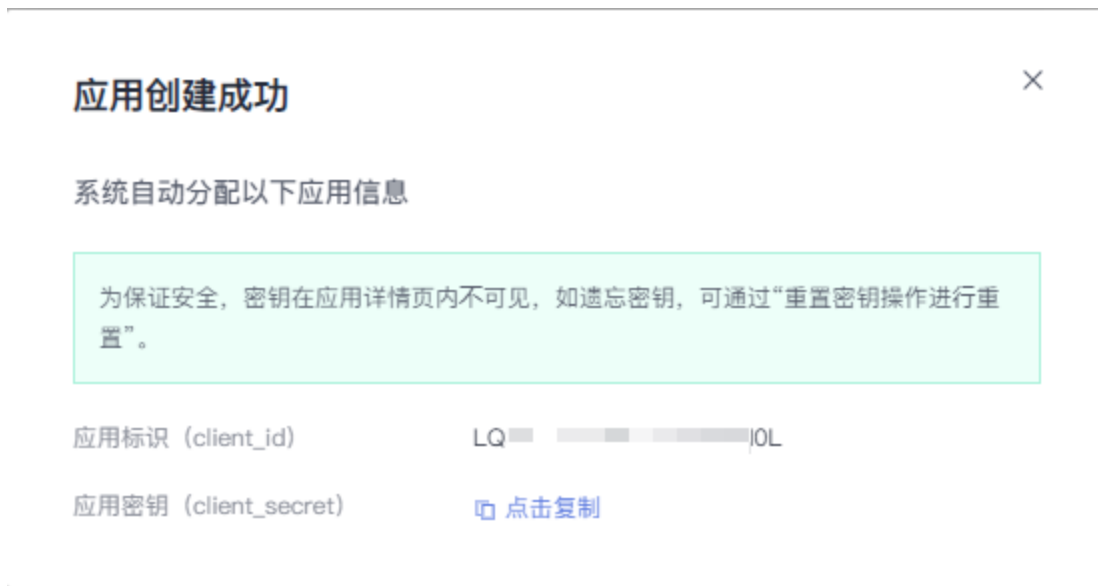 应用创建成功
系统自动分配以下应用信息
为保证安全，密钥在应用详情页内不可见，如遗忘密钥，可通过“重置密钥操作进行重
置”。
应用标识（client_id） LQ I0L
应用密钥（client_secret） 点击复制